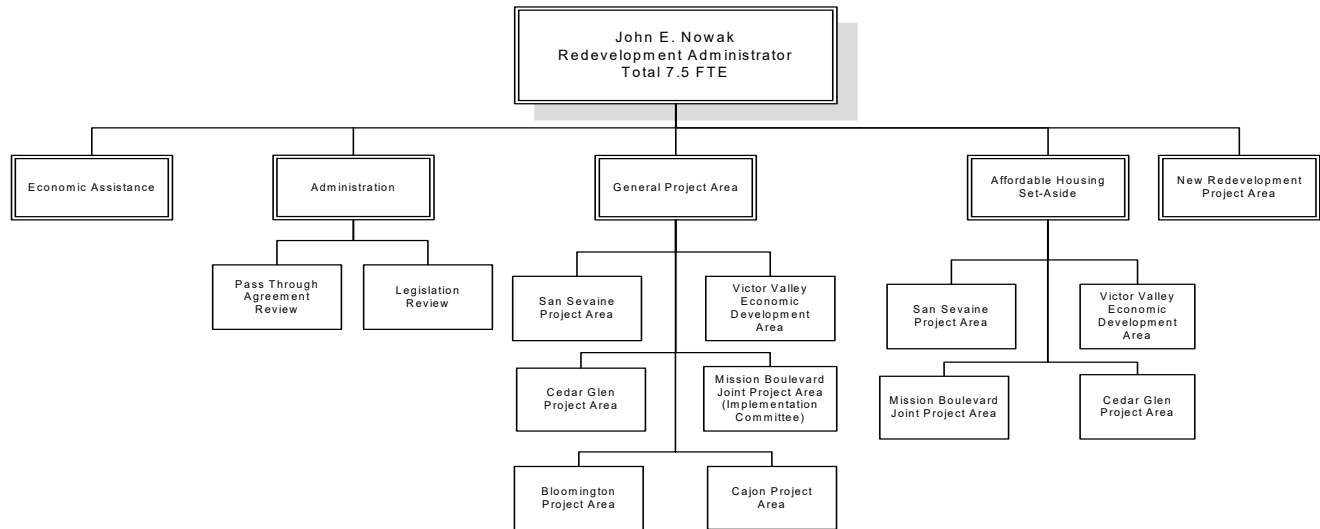 John E. Nowak
Redevelopment Administrator
Total 7.5 FTE
Economic Assistance
Administration
General Project Area
Affordable Housing
Set-Aside
New Redevelopment
Project Area
Pass Through
Agreement
Review
Legislation
Review
San Sevaine
Project Area
Victor Valley
Economic
Development
Area
Cedar Glen
Project Area
Mission Boulevard
Joint Project Area
(Implementation
Committee)
Bloomington
Project Area
Cajon Project
Area
San Sevaine
Project Area
Victor Valley
Economic
Development
Area
Mission Boulevard
Joint Project Area
Cedar Glen
Project Area